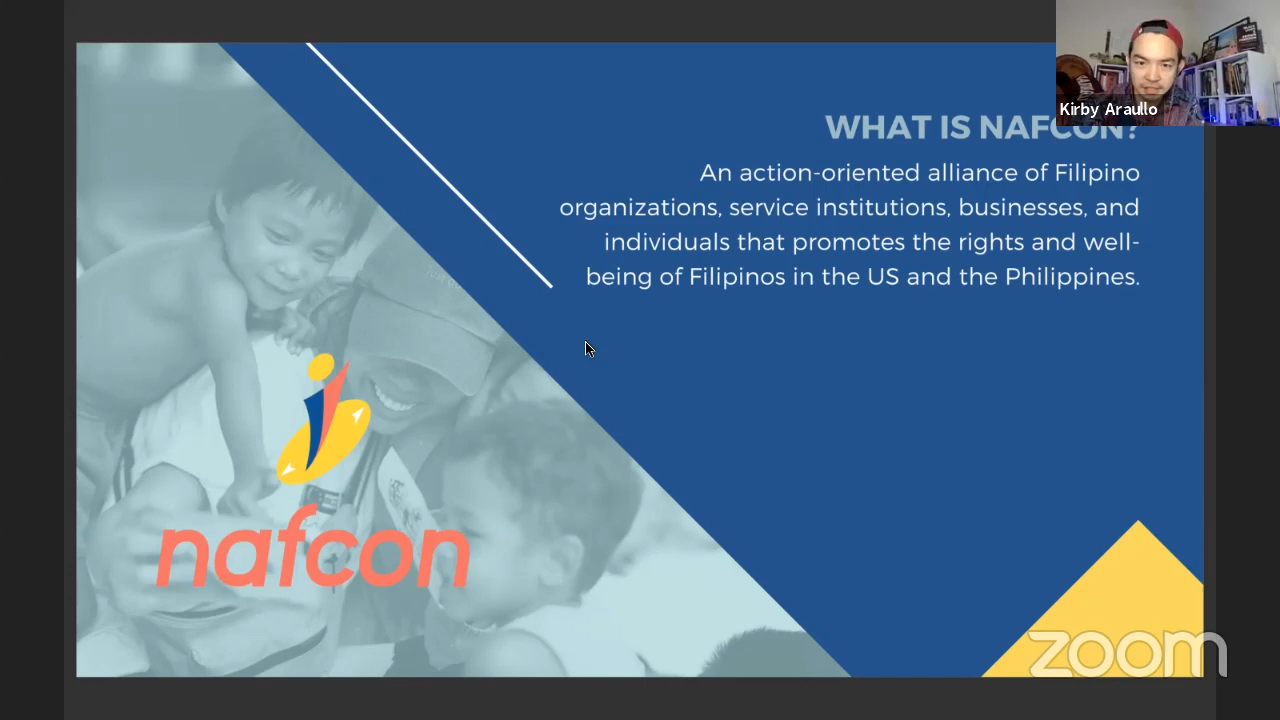 Kirby Araullo
WHAT IS NAFCON?
An action-oriented alliance of Filipino
organizations, service institutions, businesses, and
individuals that promotes the rights and well-
being of Filipinos in the US and the Philippines.
nafcon
zoom